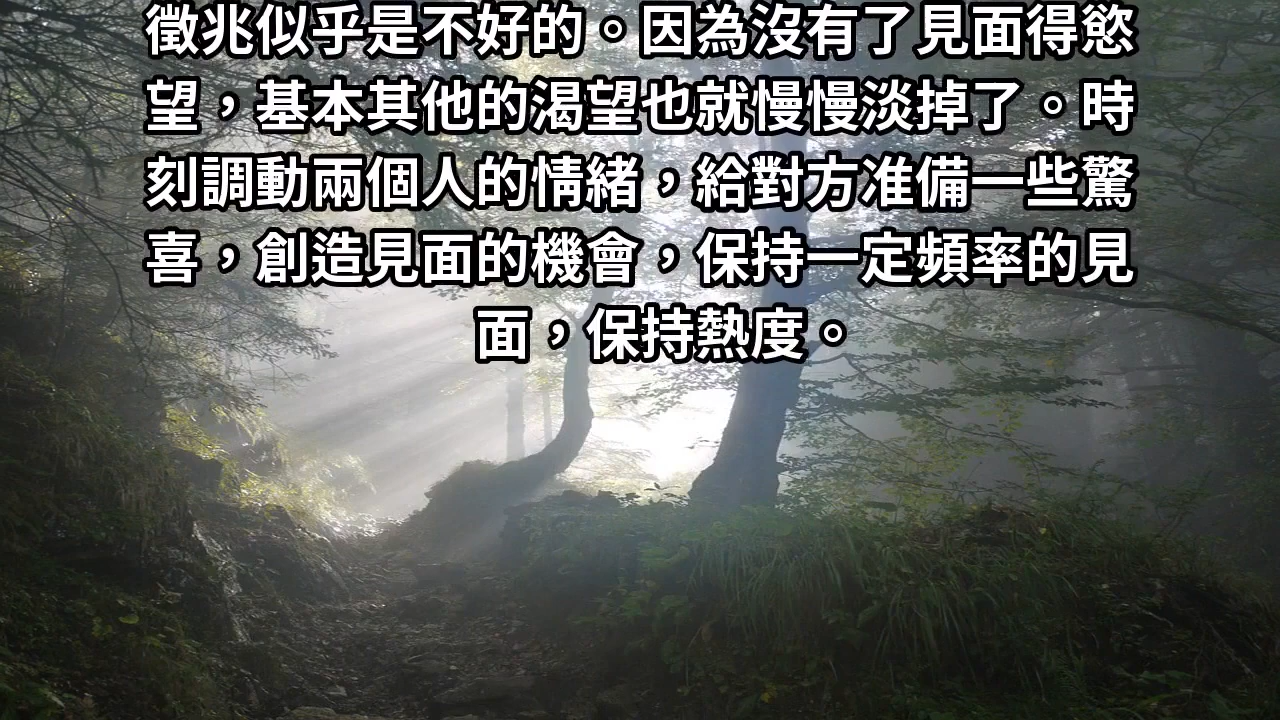 徵兆似乎是不好的。因為沒有了見面得慾
望，基本其他的渴望也就慢慢淡掉了。時
刻調動兩個人的情緒，給對方准備一些驚
喜，創造見面的機會，保持一定頻率的見
面，保持熱度。